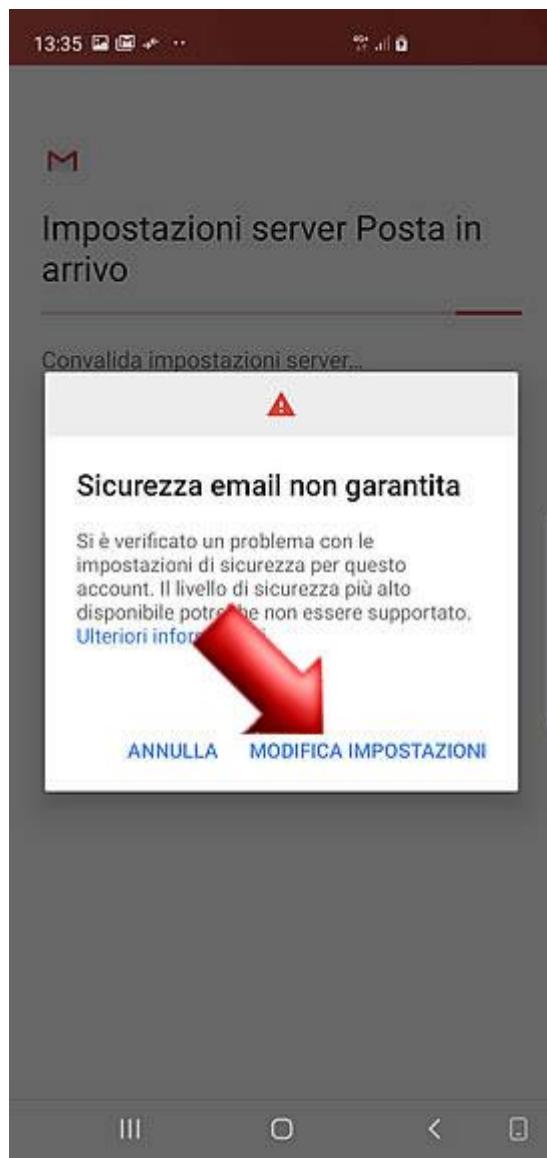 13:35
Impostazioni server Posta in
arrivo
Convalida impostazioni server...
Sicurezza email non garantita
Si è verificato un problema con le
impostazioni di sicurezza per questo
account. Il livello di sicurezza più alto
disponibile non essere supportato.
Ulteriori
ANNULLA MODIFICA IMPOSTAZIONI